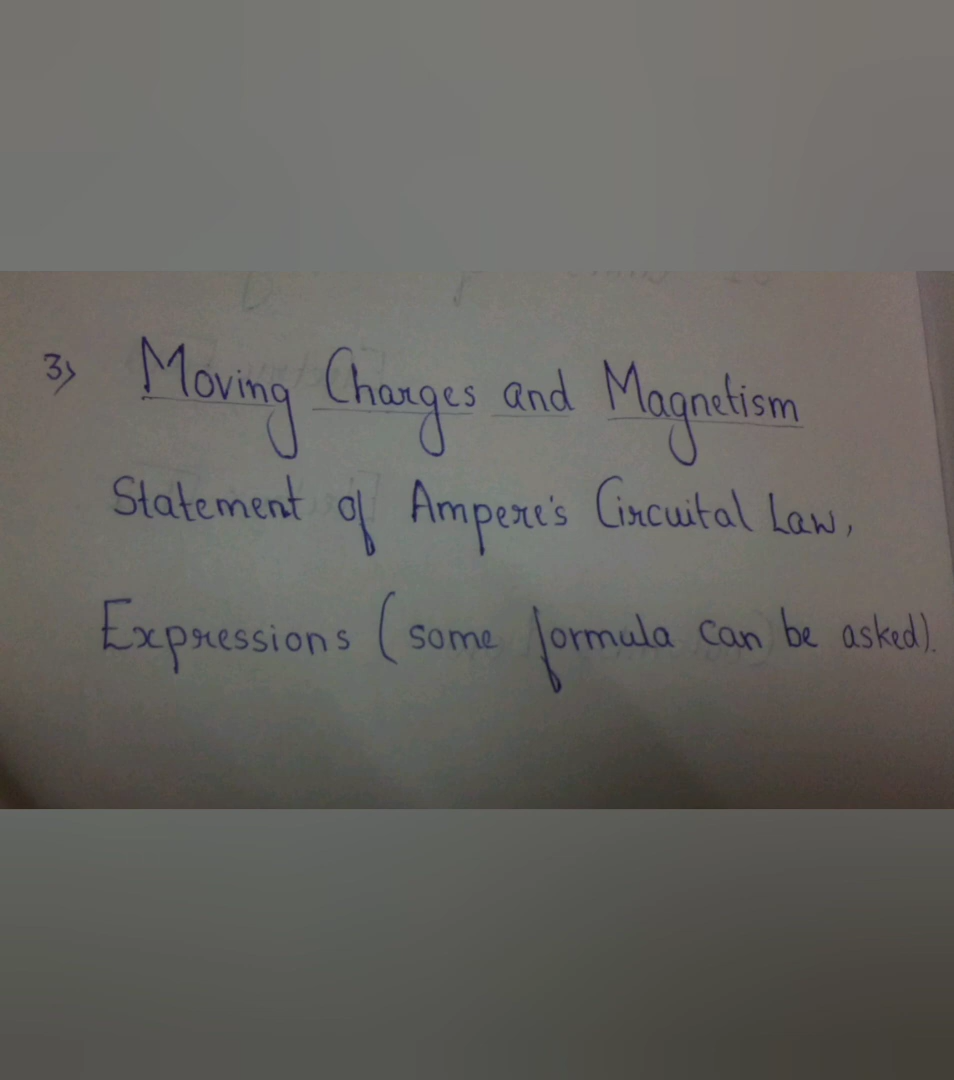 3) Moving Charges and Magnetism
Statement of Ampere's Circuital Law,
Expressions (some formula can be asked).